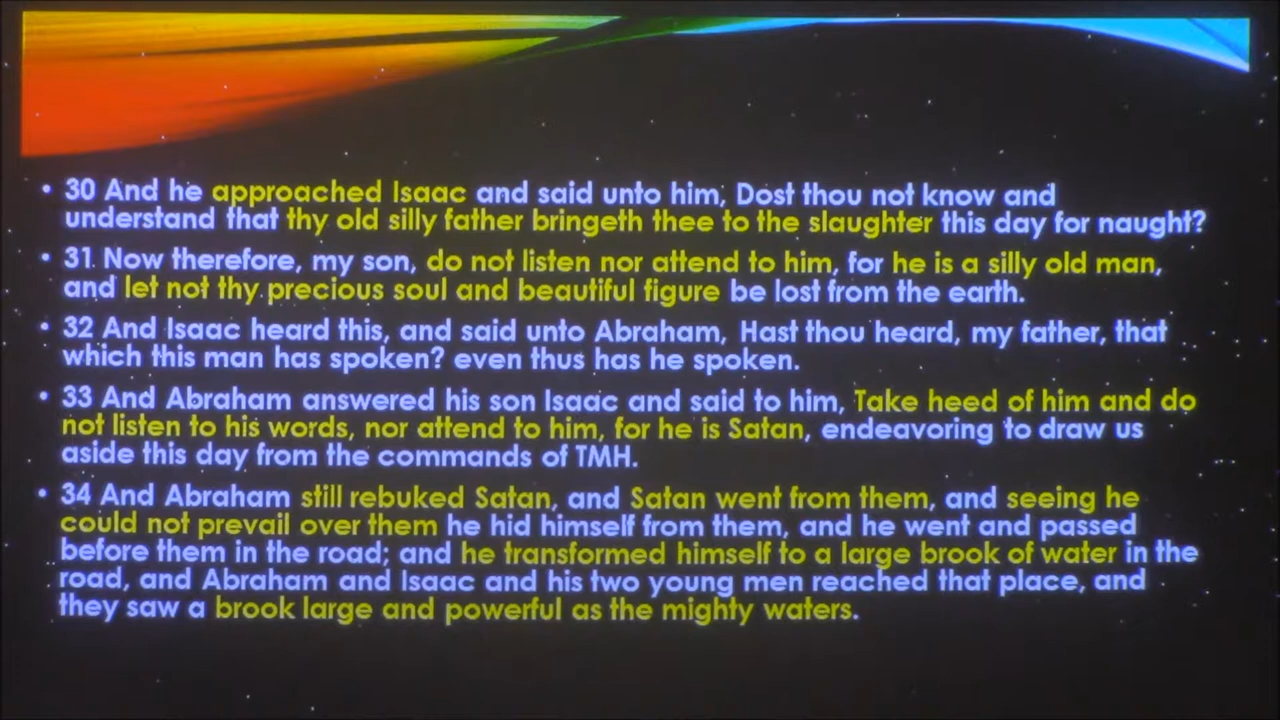 • 30 And he approached Isaac and said unto him, Dost thou not know and
understand that thy old silly father bringeth thee to the slaughter this day for naught?
• 31 Now therefore, my son, do not listen nor attend to him, for he is a silly old man,
and let not thy precious soul and beautiful figure be lost from the earth.
• 32 And Isaac heard this, and said unto Abraham, Hast thou heard, my father, that
which this man has spoken? even thus has he spoken.
• 33 And Abraham answered his son Isaac and said to him, Take heed of him and do
not listen to his words, nor attend to him, for he is Satan, endeavoring to draw us
aside this day from the commands of TMH.
• 34 And Abraham still rebuked Satan, and Satan went from them, and seeing he
could not prevail over them he hid himself from them, and he went and passed
before them in the road; and he transformed himself to a large brook of water in the
road, and Abraham and Isaac and his two young men reached that place, and
they saw a brook large and powerful as the mighty waters.